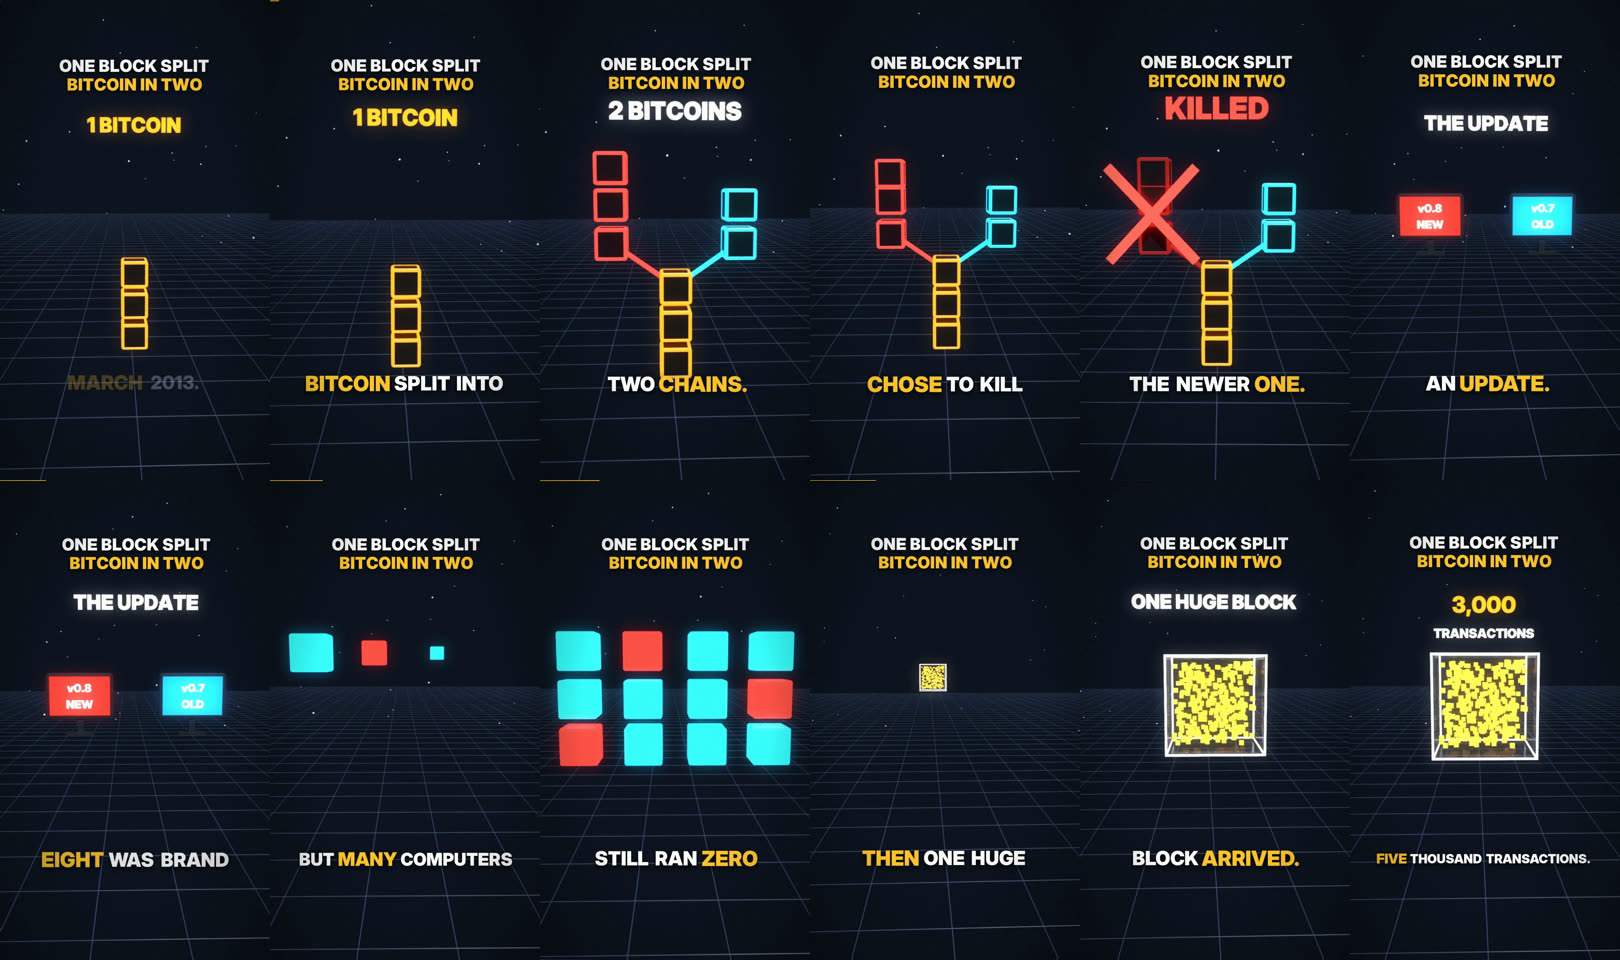 ONE BLOCK SPLIT
BITCOIN IN TWO
1 BITCOIN
MARCH 2013.
ONE BLOCK SPLIT
BITCOIN IN TWO
1 BITCOIN
BITCOIN SPLIT INTO
ONE BLOCK SPLIT
BITCOIN IN TWO
2 BITCOINS
TWO CHAINS.
ONE BLOCK SPLIT
BITCOIN IN TWO
CHOSE TO KILL
ONE BLOCK SPLIT
BITCOIN IN TWO
KILLED
THE NEWER ONE.
ONE BLOCK SPLIT
BITCOIN IN TWO
THE UPDATE
v0.8
NEW
v0.7
OLD
AN UPDATE.
ONE BLOCK SPLIT
BITCOIN IN TWO
THE UPDATE
v0.8
NEW
v0.7
OLD
EIGHT WAS BRAND
ONE BLOCK SPLIT
BITCOIN IN TWO
BUT MANY COMPUTERS
ONE BLOCK SPLIT
BITCOIN IN TWO
STILL RAN ZERO
ONE BLOCK SPLIT
BITCOIN IN TWO
THEN ONE HUGE
ONE BLOCK SPLIT
BITCOIN IN TWO
ONE HUGE BLOCK
BLOCK ARRIVED.
ONE BLOCK SPLIT
BITCOIN IN TWO
3,000
TRANSACTIONS
FIVE THOUSAND TRANSACTIONS.